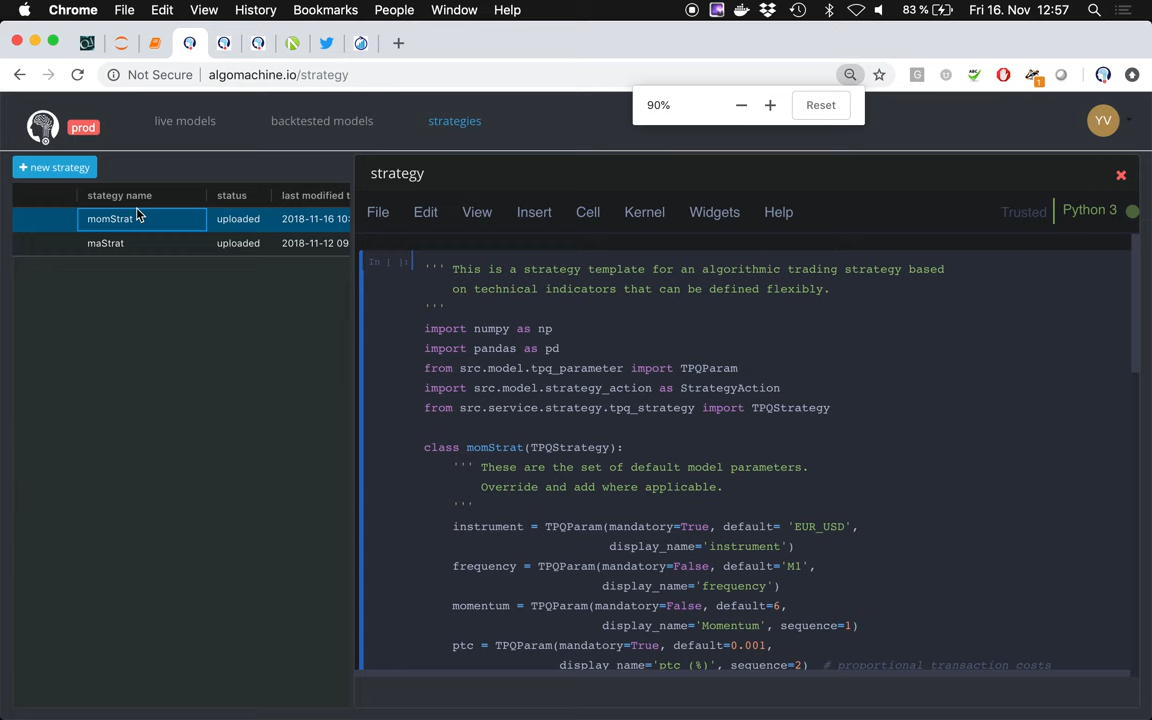 Chrome File Edit View History Bookmarks People Window Help 83 % Fri 16. Nov 12:57
Not Secure | algomachine.io/strategy
90% Reset
prod live models backtested models strategies YV
+ new strategy
strategy
stategy name status last modified t
momStrat uploaded 2018-11-16 10:
maStrat uploaded 2018-11-12 09
File Edit View Insert Cell Kernel Widgets Help Trusted Python 3
In [ ]:
''' This is a strategy template for an algorithmic trading strategy based
on technical indicators that can be defined flexibly.
'''
import numpy as np
import pandas as pd
from src.model.tpq_parameter import TPQParam
import src.model.strategy_action as StrategyAction
from src.service.strategy.tpq_strategy import TPQStrategy
class momStrat(TPQStrategy):
''' These are the set of default model parameters.
Override and add where applicable.
'''
instrument = TPQParam(mandatory=True, default= 'EUR_USD',
display_name='instrument')
frequency = TPQParam(mandatory=False, default='M1',
display_name='frequency')
momentum = TPQParam(mandatory=False, default=6,
display_name='Momentum', sequence=1)
ptc = TPQParam(mandatory=True, default=0.001,
display_name='ptc (%)', sequence=2) # proportional transaction costs